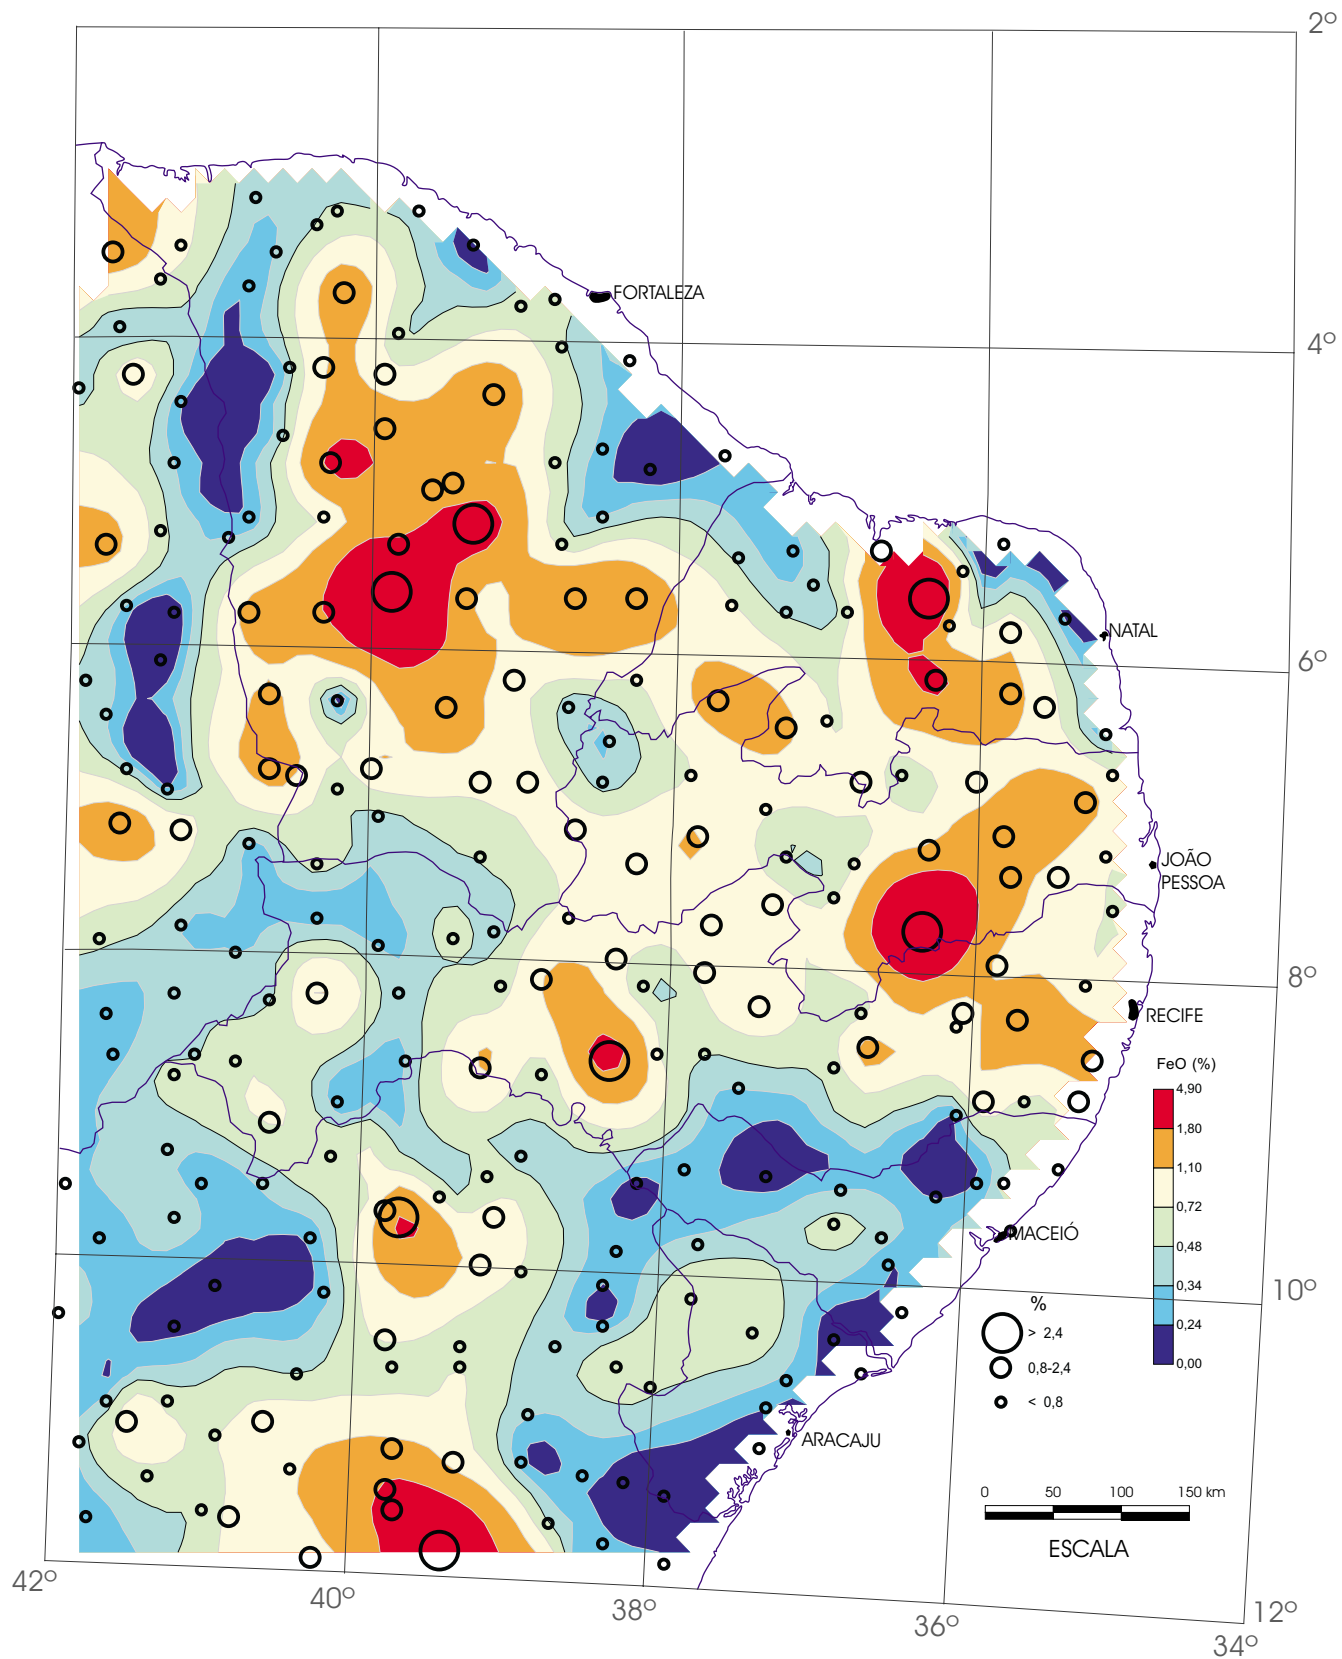 2°
FORTALEZA
4°
NATAL
6°
JOÃO
PESSOA
8°
RECIFE
FeO (%)
4,90
1,80
1,10
0,72
0,48
0,34
0,24
0,00
MACEIÓ
10°
%
> 2,4
0,8-2,4
< 0,8
ARACAJU
0 50 100 150 km
ESCALA
42°
40°
38°
36°
34°
12°